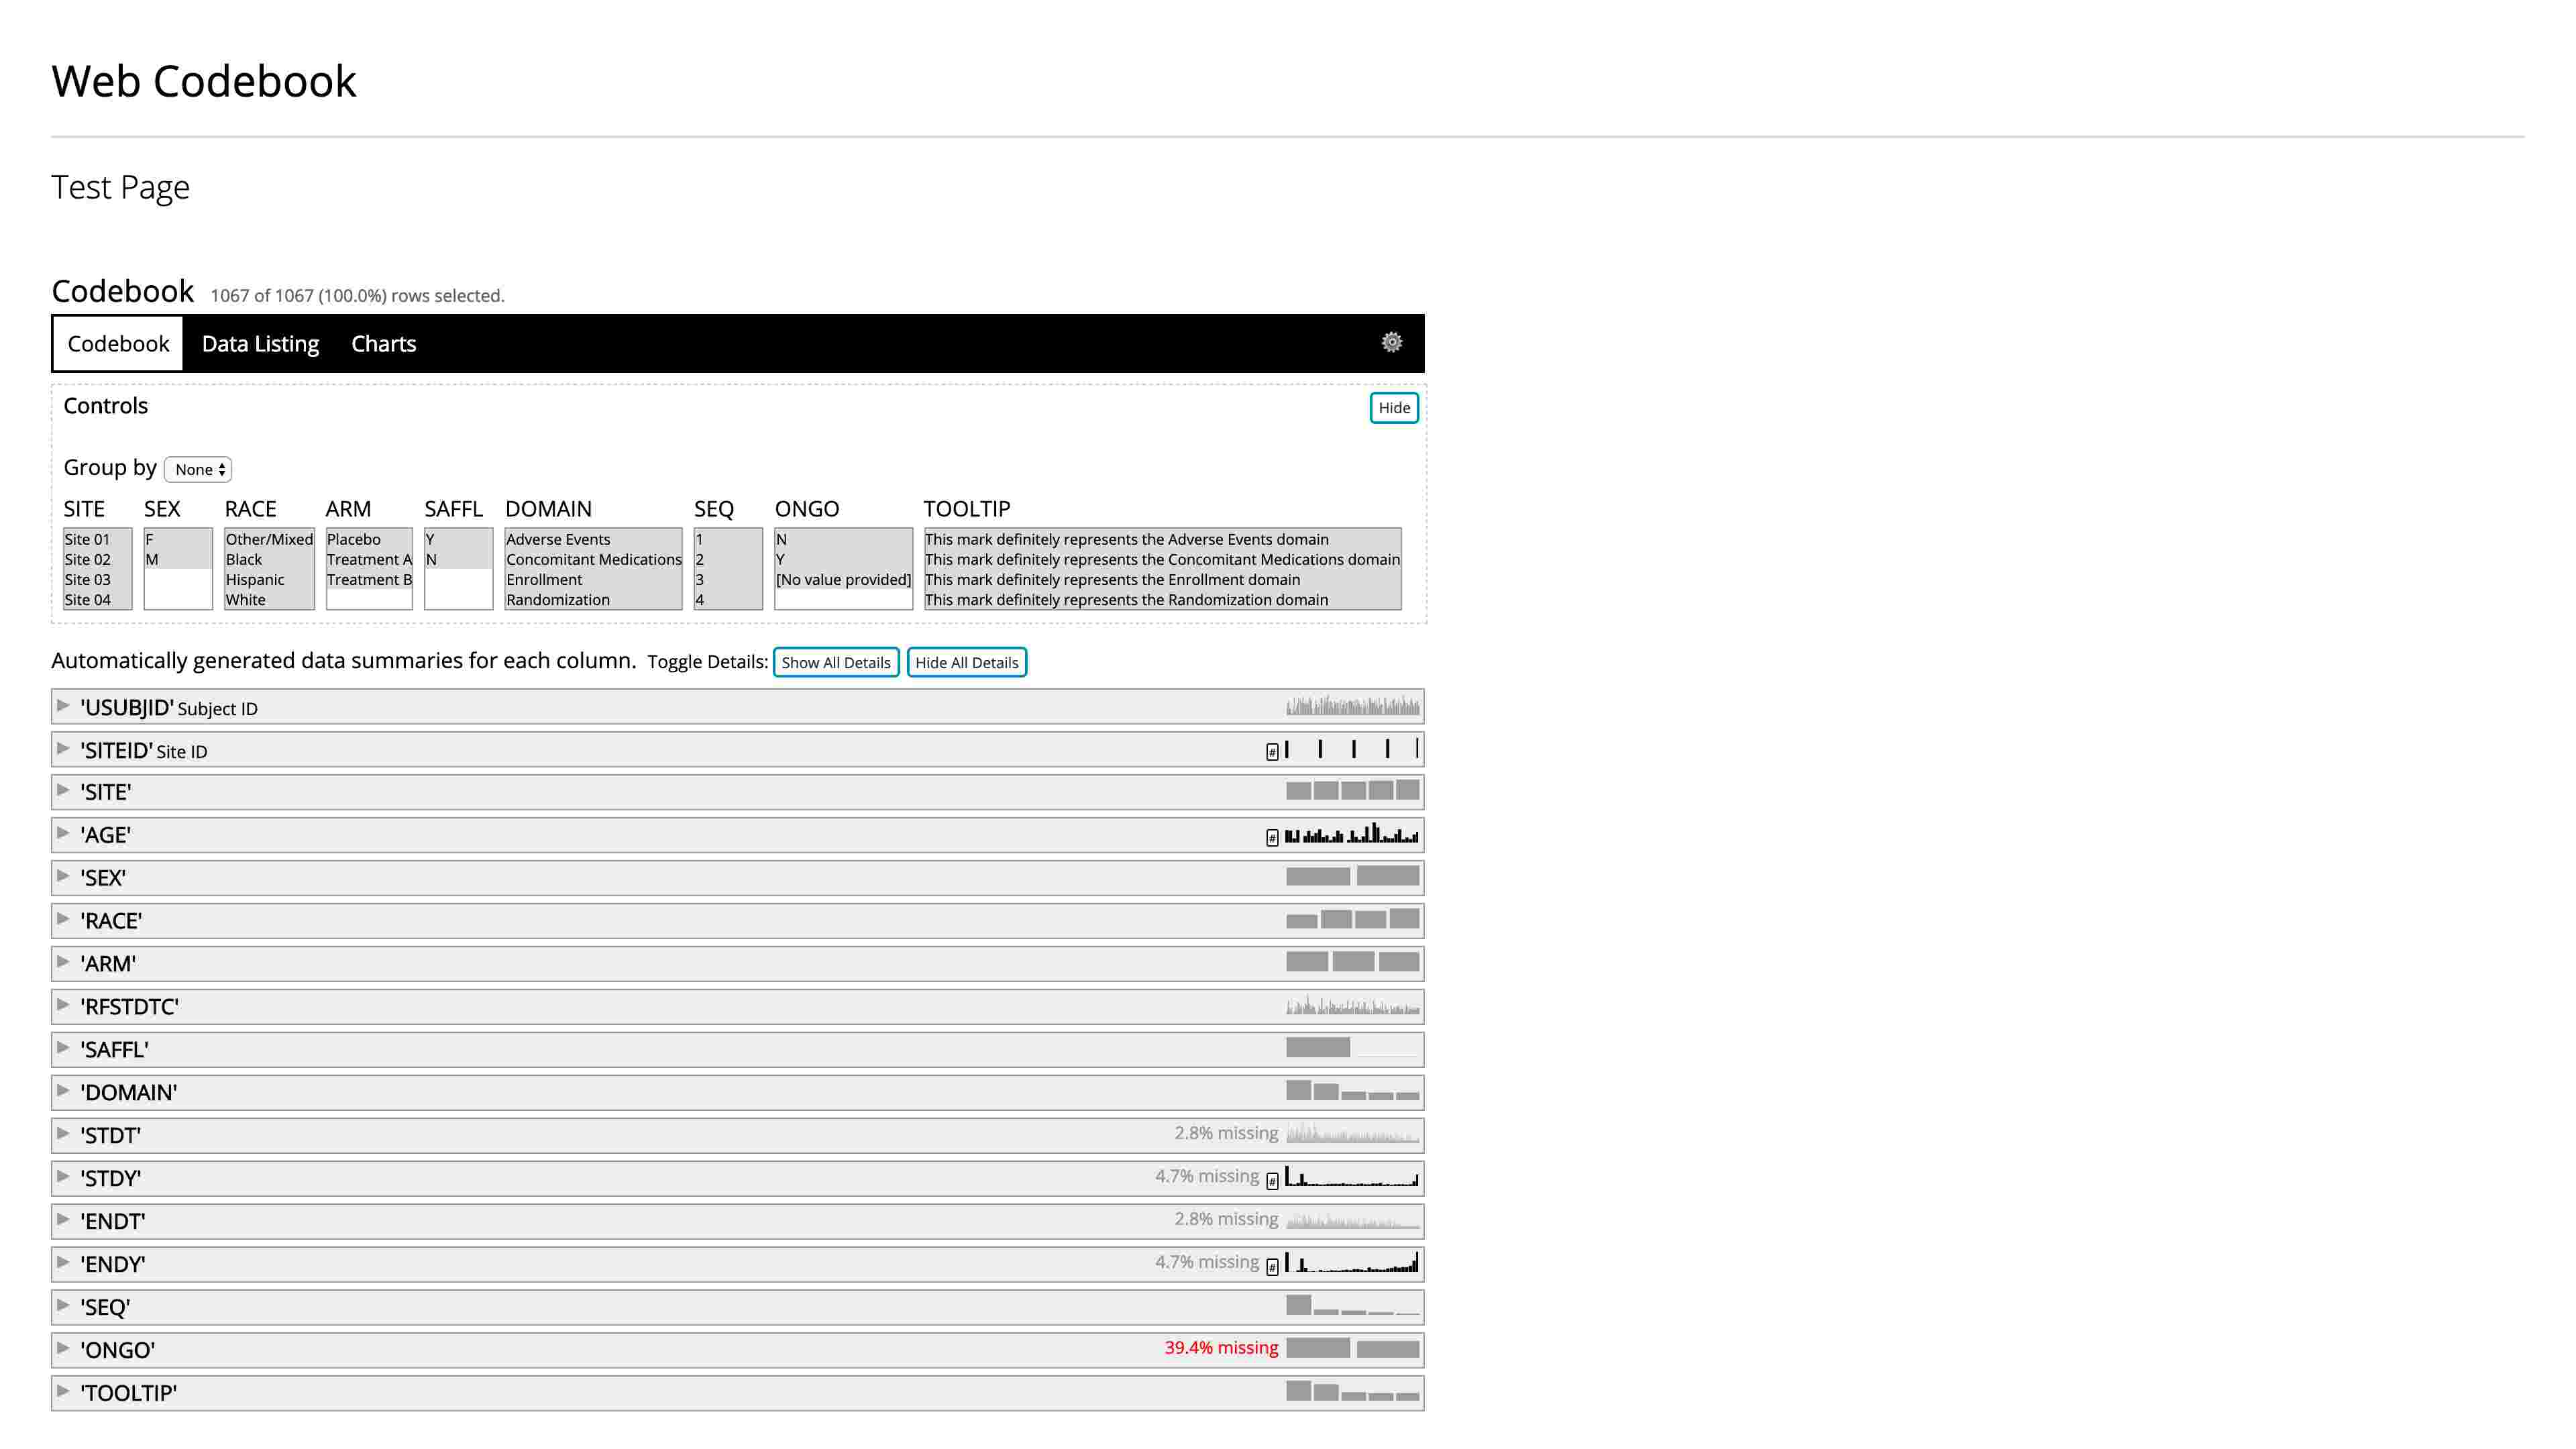 Web Codebook
Test Page
Codebook 1067 of 1067 (100.0%) rows selected.
Codebook Data Listing Charts
Controls Hide
Group by None
SITE SEX RACE ARM SAFFL DOMAIN SEQ ONGO TOOLTIP
Site 01 F Other/Mixed Placebo Y Adverse Events 1 N This mark definitely represents the Adverse Events domain
Site 02 M Black Treatment A N Concomitant Medications 2 Y This mark definitely represents the Concomitant Medications domain
Site 03 Hispanic Treatment B Enrollment 3 [No value provided] This mark definitely represents the Enrollment domain
Site 04 White Randomization 4 This mark definitely represents the Randomization domain
Automatically generated data summaries for each column. Toggle Details: Show All Details Hide All Details
'USUBJID' Subject ID
'SITEID' Site ID #
'SITE'
'AGE' #
'SEX'
'RACE'
'ARM'
'RFSTDTC'
'SAFFL'
'DOMAIN'
'STDT' 2.8% missing
'STDY' 4.7% missing #
'ENDT' 2.8% missing
'ENDY' 4.7% missing #
'SEQ'
'ONGO' 39.4% missing
'TOOLTIP'